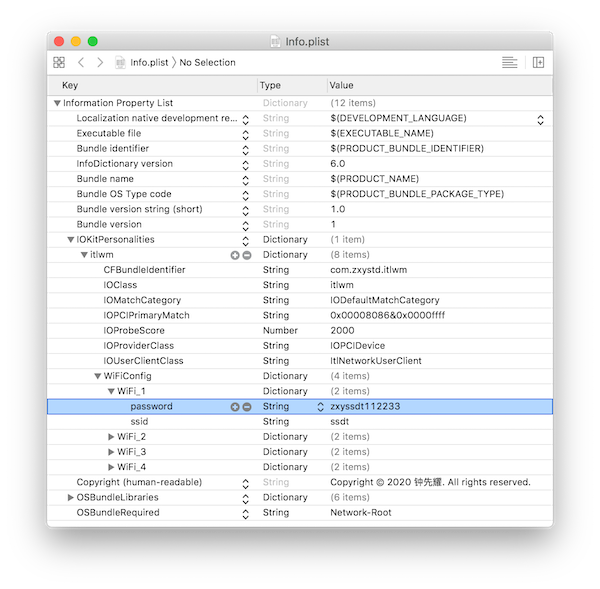 Info.plist
Info.plist No Selection
Key Type Value
Information Property List Dictionary (12 items)
Localization native development re... String $(DEVELOPMENT_LANGUAGE)
Executable file String $(EXECUTABLE_NAME)
Bundle identifier String $(PRODUCT_BUNDLE_IDENTIFIER)
InfoDictionary version String 6.0
Bundle name String $(PRODUCT_NAME)
Bundle OS Type code String $(PRODUCT_BUNDLE_PACKAGE_TYPE)
Bundle version string (short) String 1.0
Bundle version String 1
IOKitPersonalities Dictionary (1 item)
itlwm Dictionary (8 items)
CFBundleIdentifier String com.zxystd.itlwm
IOClass String itlwm
IOMatchCategory String IODefaultMatchCategory
IOPCIPrimaryMatch String 0x00008086&0x0000ffff
IOProbeScore Number 2000
IOProviderClass String IOPCIDevice
IOUserClientClass String ItlNetworkUserClient
WiFiConfig Dictionary (4 items)
WiFi_1 Dictionary (2 items)
password String zxyssdt112233
ssid String ssdt
WiFi_2 Dictionary (2 items)
WiFi_3 Dictionary (2 items)
WiFi_4 Dictionary (2 items)
Copyright (human-readable) String Copyright © 2020 钟先耀. All rights reserved.
OSBundleLibraries Dictionary (6 items)
OSBundleRequired String Network-Root